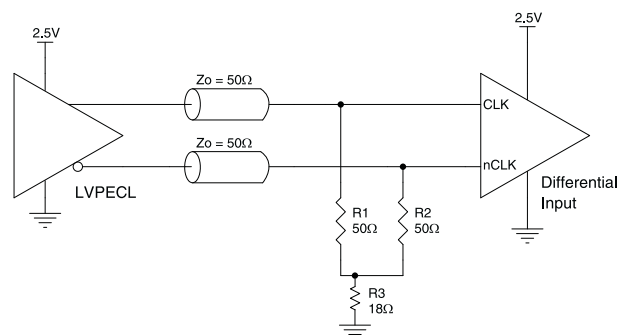 2.5V
2.5V
Zo = 50Ω
CLK
Zo = 50Ω
nCLK
LVPECL
Differential
Input
R1
50Ω
R2
50Ω
R3
18Ω